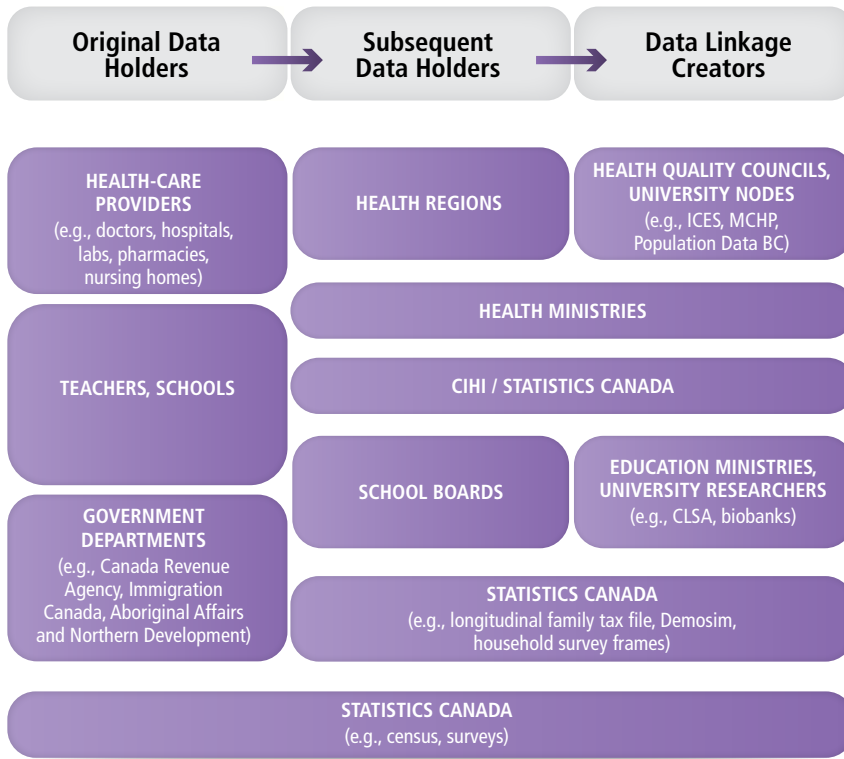 Original Data
Holders
Subsequent
Data Holders
Data Linkage
Creators
HEALTH-CARE
PROVIDERS
(e.g., doctors, hospitals,
labs, pharmacies,
nursing homes)
HEALTH REGIONS
HEALTH QUALITY COUNCILS,
UNIVERSITY NODES
(e.g., ICES, MCHP,
Population Data BC)
HEALTH MINISTRIES
TEACHERS, SCHOOLS
CIHI / STATISTICS CANADA
SCHOOL BOARDS
EDUCATION MINISTRIES,
UNIVERSITY RESEARCHERS
(e.g., CLSA, biobanks)
GOVERNMENT
DEPARTMENTS
(e.g., Canada Revenue
Agency, Immigration
Canada, Aboriginal Affairs
and Northern Development)
STATISTICS CANADA
(e.g., longitudinal family tax file, Demosim,
household survey frames)
STATISTICS CANADA
(e.g., census, surveys)